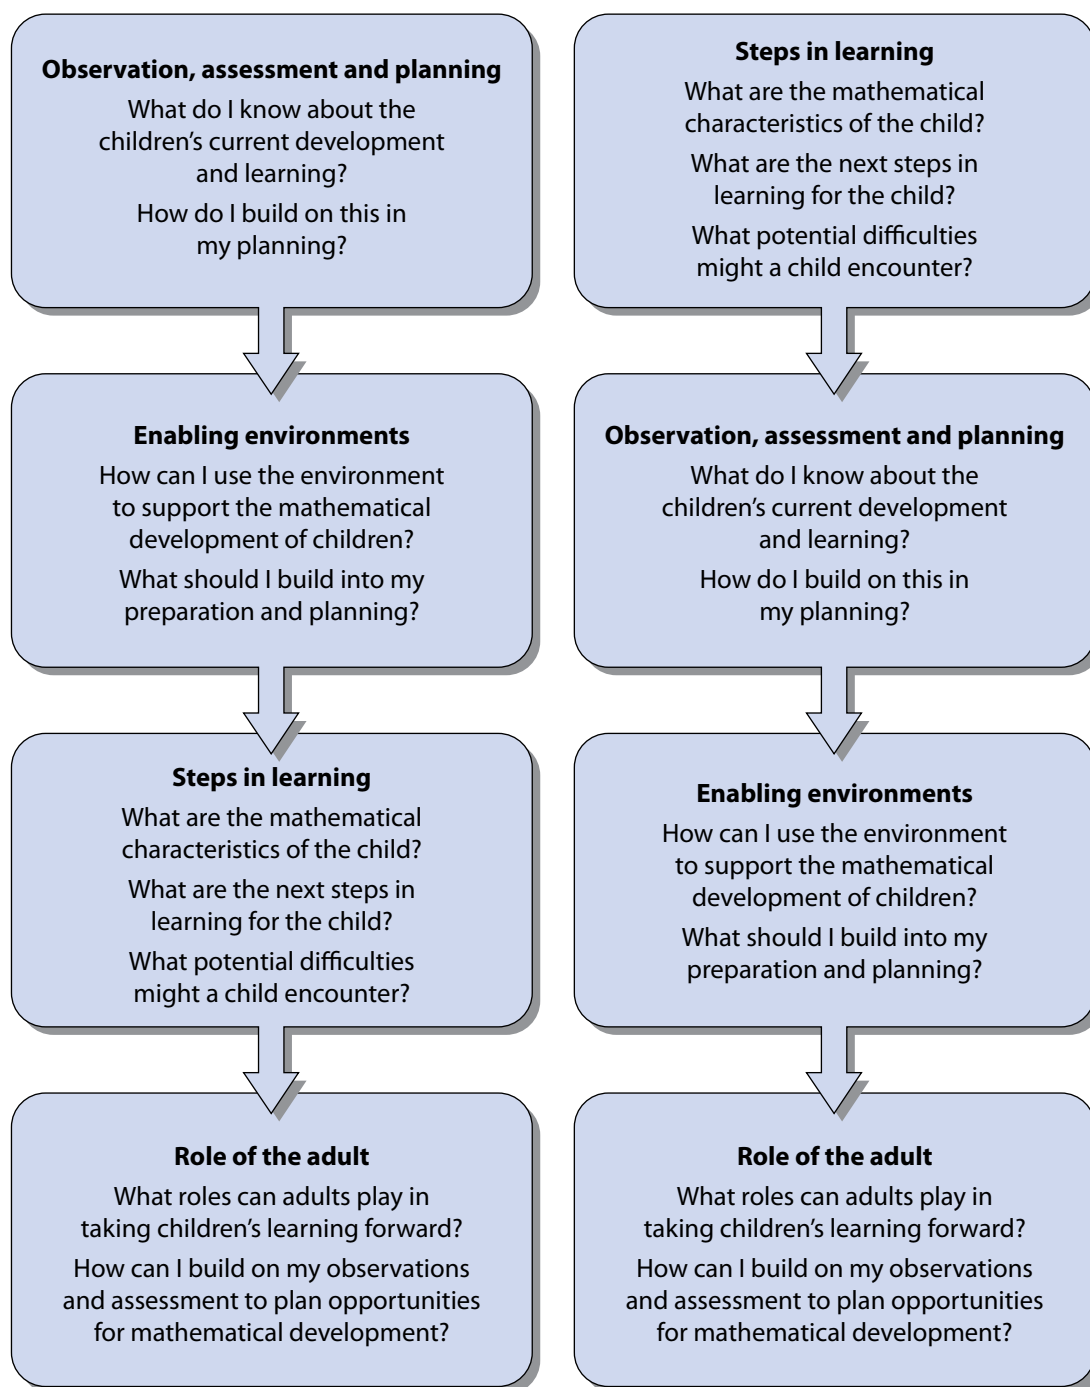 Observation, assessment and planning
What do I know about the
children’s current development
and learning?
How do I build on this in
my planning?
Enabling environments
How can I use the environment
to support the mathematical
development of children?
What should I build into my
preparation and planning?
Steps in learning
What are the mathematical
characteristics of the child?
What are the next steps in
learning for the child?
What potential difficulties
might a child encounter?
Role of the adult
What roles can adults play in
taking children’s learning forward?
How can I build on my observations
and assessment to plan opportunities
for mathematical development?
Steps in learning
What are the mathematical
characteristics of the child?
What are the next steps in
learning for the child?
What potential difficulties
might a child encounter?
Observation, assessment and planning
What do I know about the
children’s current development
and learning?
How do I build on this in
my planning?
Enabling environments
How can I use the environment
to support the mathematical
development of children?
What should I build into my
preparation and planning?
Role of the adult
What roles can adults play in
taking children’s learning forward?
How can I build on my observations
and assessment to plan opportunities
for mathematical development?